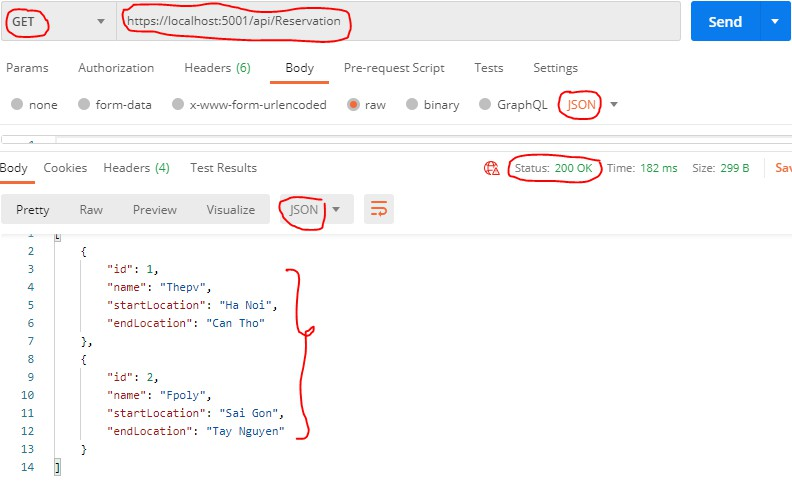 GET https://localhost:5001/api/Reservation Send
Params Authorization Headers (6) Body Pre-request Script Tests Settings
none form-data x-www-form-urlencoded raw binary GraphQL JSON
Body Cookies Headers (4) Test Results Status: 200 OK Time: 182 ms Size: 299 B Sav
Pretty Raw Preview Visualize JSON
1 [
2 {
3 "id": 1,
4 "name": "Thepv",
5 "startLocation": "Ha Noi",
6 "endLocation": "Can Tho"
7 },
8 {
9 "id": 2,
10 "name": "Fpoly",
11 "startLocation": "Sai Gon",
12 "endLocation": "Tay Nguyen"
13 }
14 ]